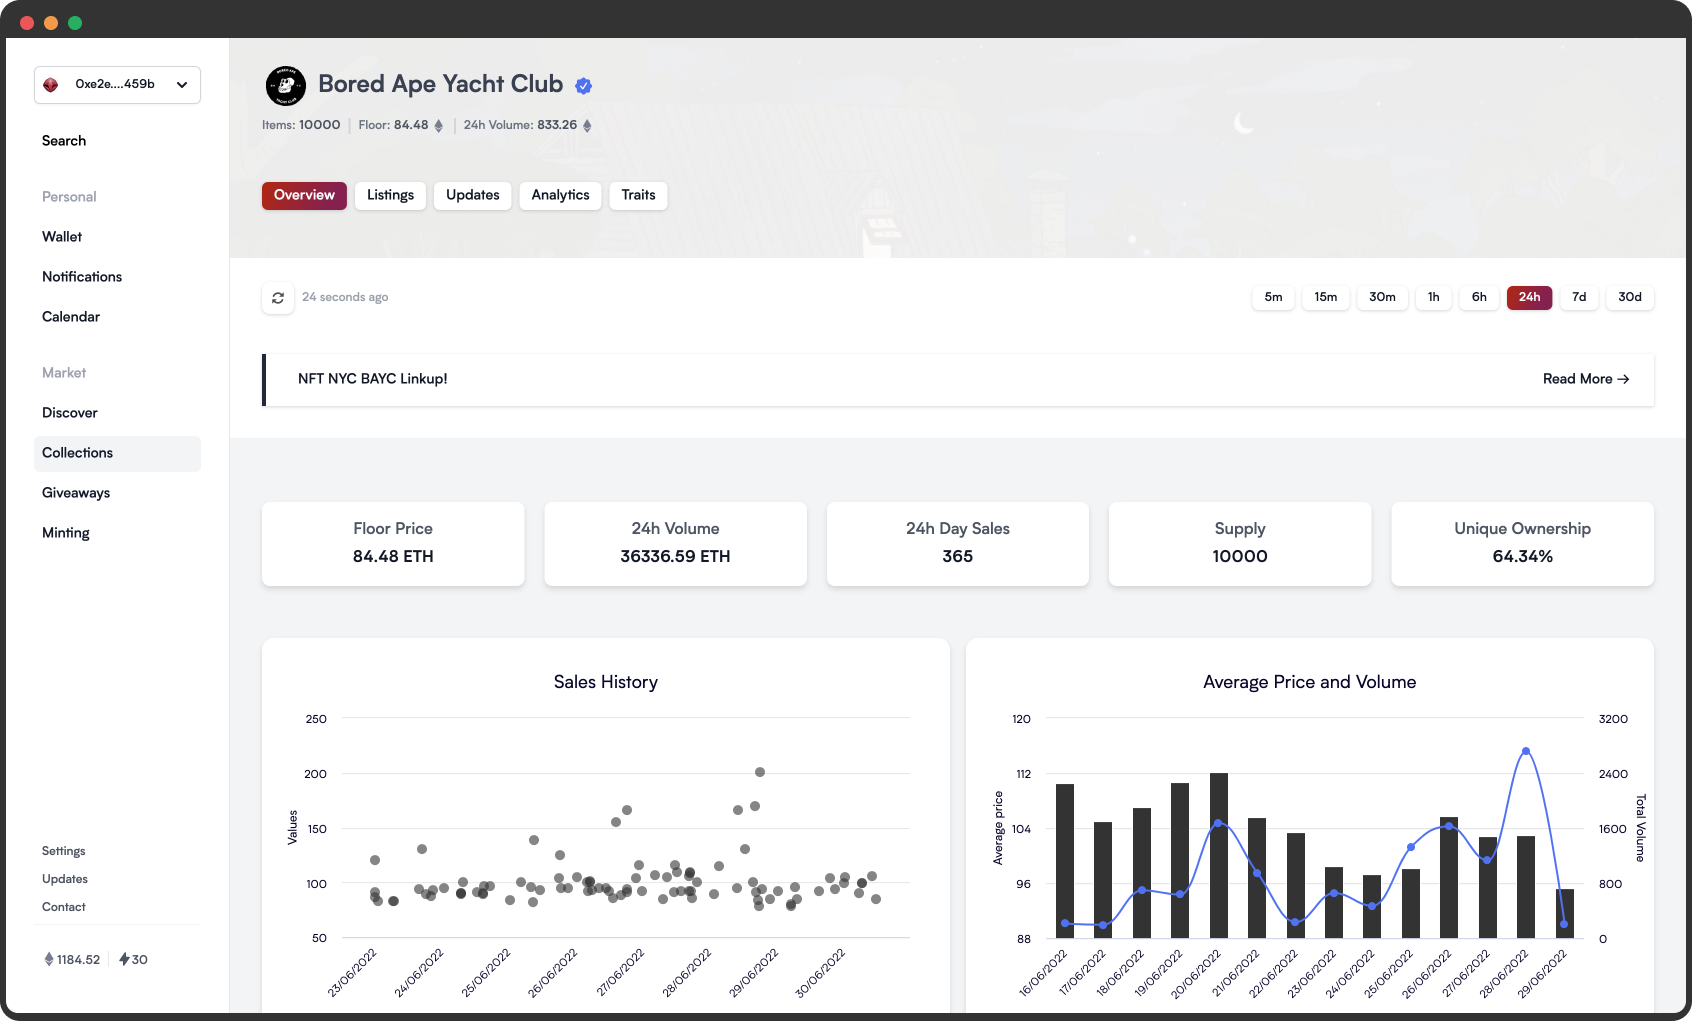 0xe2e....459b
Search
Personal
Wallet
Notifications
Calendar
Market
Discover
Collections
Giveaways
Minting
Settings
Updates
Contact
1184.52 30
Bored Ape Yacht Club
Items: 10000 Floor: 84.48 24h Volume: 833.26
Overview Listings Updates Analytics Traits
24 seconds ago
5m 15m 30m 1h 6h 24h 7d 30d
NFT NYC BAYC Linkup! Read More →
Floor Price
84.48 ETH
24h Volume
36336.59 ETH
24h Day Sales
365
Supply
10000
Unique Ownership
64.34%
Sales History
Values
250
200
150
100
50
23/06/2022 24/06/2022 25/06/2022 26/06/2022 27/06/2022 28/06/2022 29/06/2022 30/06/2022
Average Price and Volume
Average price
120
112
104
96
88
3200
2400
1600
800
0
Total Volume
16/06/2022 17/06/2022 18/06/2022 19/06/2022 20/06/2022 21/06/2022 22/06/2022 23/06/2022 24/06/2022 25/06/2022 26/06/2022 27/06/2022 28/06/2022 29/06/2022